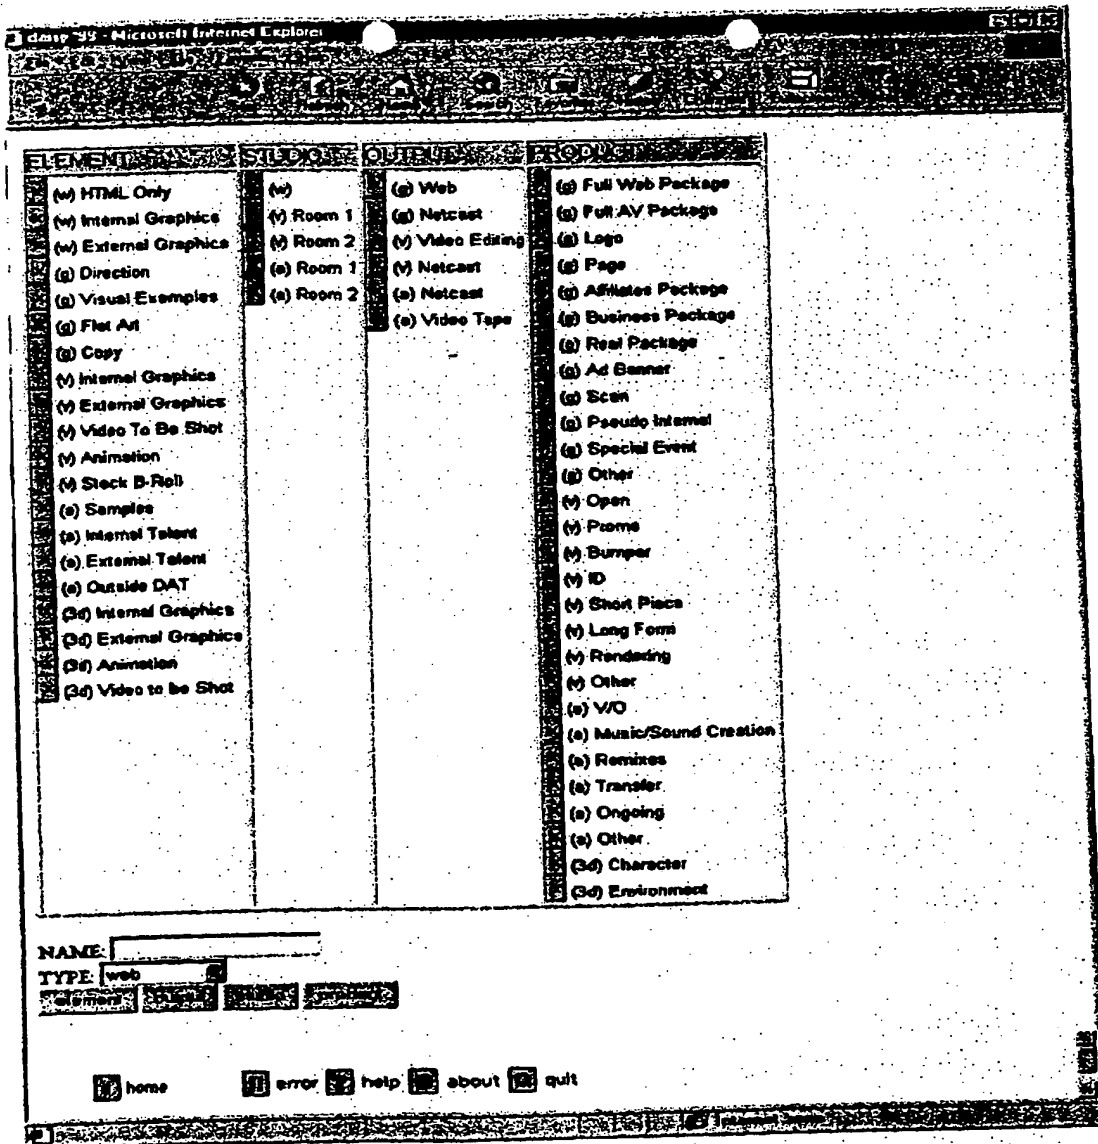 '99 - Microsoft Internet Explorer
ELEMENT
(w) HTML Only
(w) Internal Graphics
(w) External Graphics
(g) Direction
(g) Visual Examples
(g) Flat Art
(g) Copy
(v) Internal Graphics
(v) External Graphics
(v) Video To Be Shot
(v) Animation
(v) Stock B-Roll
(a) Samples
(a) Internal Talent
(a) External Talent
(a) Outside DAT
(3d) Internal Graphics
(3d) External Graphics
(3d) Animation
(3d) Video to be Shot
STUDIO
(w)
(v) Room 1
(v) Room 2
(a) Room 1
(a) Room 2
OUTPUT
(g) Web
(g) Netcast
(v) Video Editing
(v) Netcast
(a) Netcast
(a) Video Tape
PRODUCT
(g) Full Web Package
(g) Full AV Package
(g) Logo
(g) Page
(g) Affiliates Package
(g) Business Package
(g) Real Package
(g) Ad Banner
(g) Scan
(g) Pseudo Internal
(g) Special Event
(g) Other
(v) Open
(v) Promo
(v) Bumper
(v) ID
(v) Short Piece
(v) Long Form
(v) Rendering
(v) Other
(a) V/O
(a) Music/Sound Creation
(a) Remixes
(a) Transfer
(a) Ongoing
(a) Other
(3d) Character
(3d) Environment
NAME:
TYPE: web
element
home error help about quit